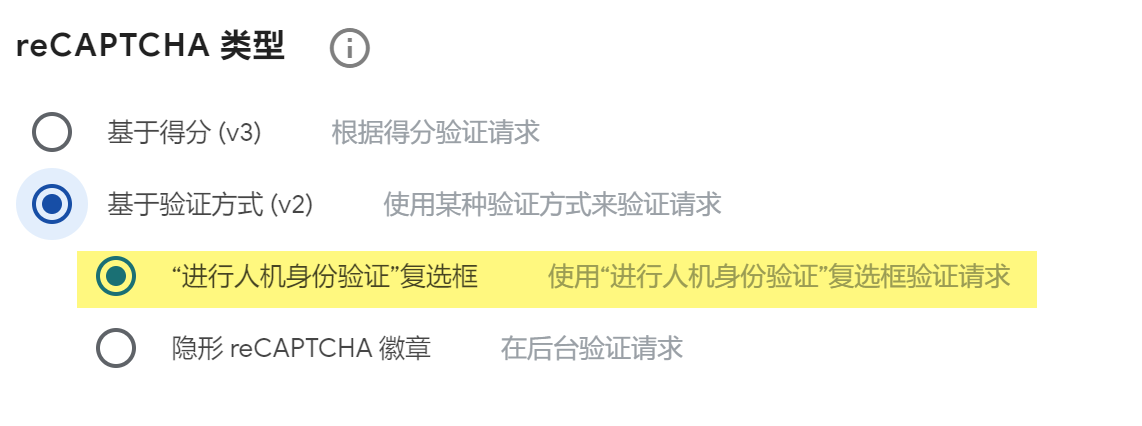 reCAPTCHA 类型
基于得分 (v3) 根据得分验证请求
基于验证方式 (v2) 使用某种验证方式来验证请求
“进行人机身份验证”复选框 使用“进行人机身份验证”复选框验证请求
隐形 reCAPTCHA 徽章 在后台验证请求